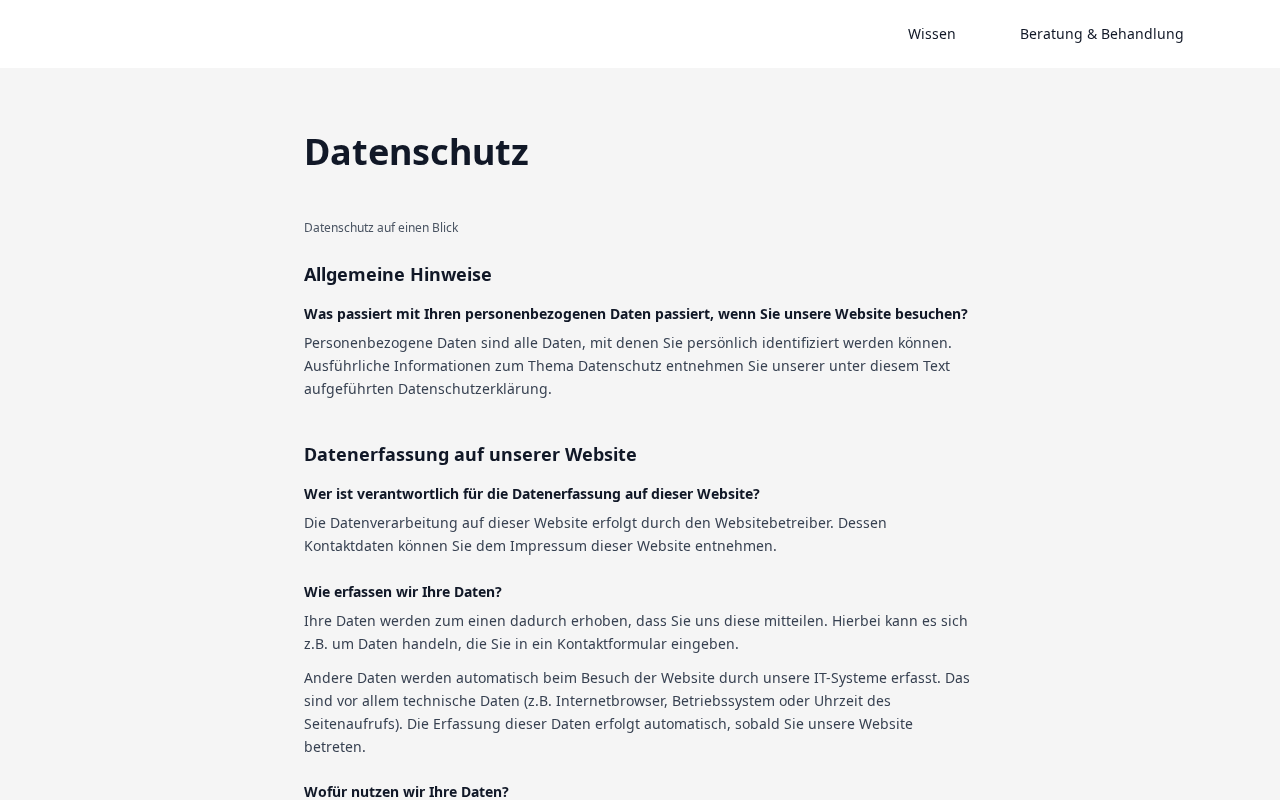 Wissen
Beratung & Behandlung
Datenschutz
Datenschutz auf einen Blick
Allgemeine Hinweise
Was passiert mit Ihren personenbezogenen Daten passiert, wenn Sie unsere Website besuchen?
Personenbezogene Daten sind alle Daten, mit denen Sie persönlich identifiziert werden können.
Ausführliche Informationen zum Thema Datenschutz entnehmen Sie unserer unter diesem Text
aufgeführten Datenschutzerklärung.
Datenerfassung auf unserer Website
Wer ist verantwortlich für die Datenerfassung auf dieser Website?
Die Datenverarbeitung auf dieser Website erfolgt durch den Websitebetreiber. Dessen
Kontaktdaten können Sie dem Impressum dieser Website entnehmen.
Wie erfassen wir Ihre Daten?
Ihre Daten werden zum einen dadurch erhoben, dass Sie uns diese mitteilen. Hierbei kann es sich
z.B. um Daten handeln, die Sie in ein Kontaktformular eingeben.
Andere Daten werden automatisch beim Besuch der Website durch unsere IT-Systeme erfasst. Das
sind vor allem technische Daten (z.B. Internetbrowser, Betriebssystem oder Uhrzeit des
Seitenaufrufs). Die Erfassung dieser Daten erfolgt automatisch, sobald Sie unsere Website
betreten.
Wofür nutzen wir Ihre Daten?